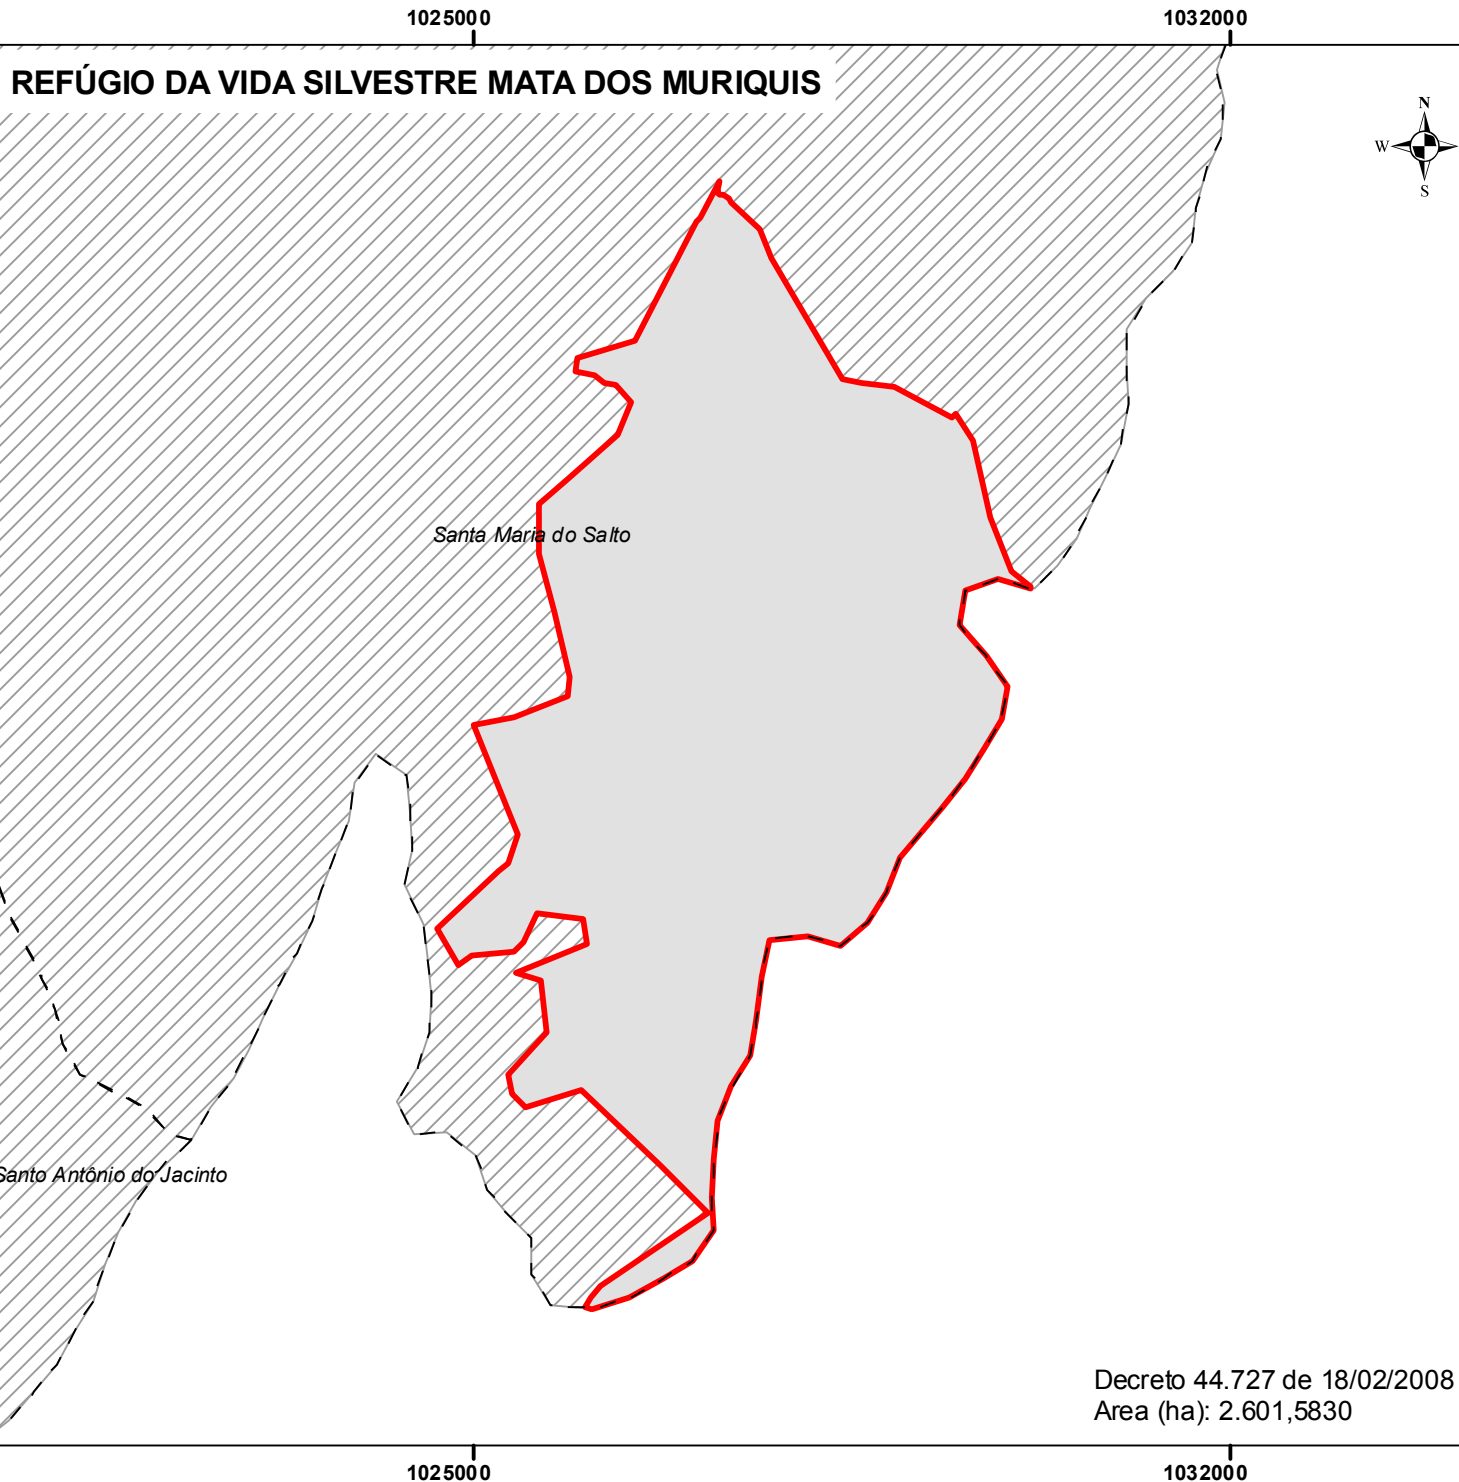 1025000 1032000
REFÚGIO DA VIDA SILVESTRE MATA DOS MURIQUIS
N
W
S
Santa Maria do Salto
Santo Antônio do Jacinto
Decreto 44.727 de 18/02/2008
Area (ha): 2.601,5830
1025000 1032000